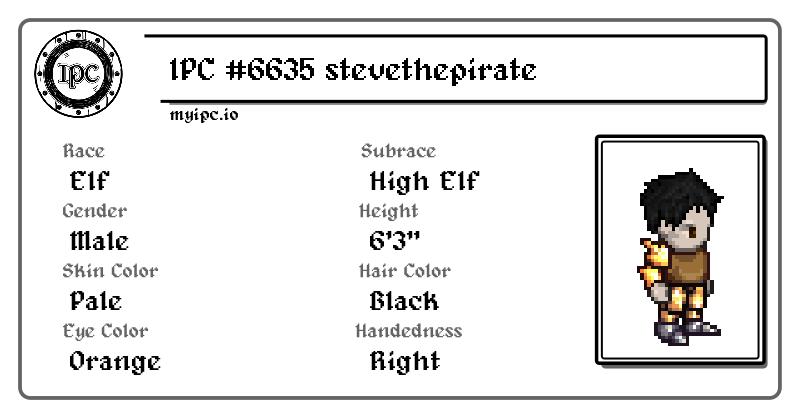 IPC
IPC #6635 stevethepirate
myipc.io
Race
Elf
Subrace
High Elf
Gender
Male
Height
6'3"
Skin Color
Pale
Hair Color
Black
Eye Color
Orange
Handedness
Right